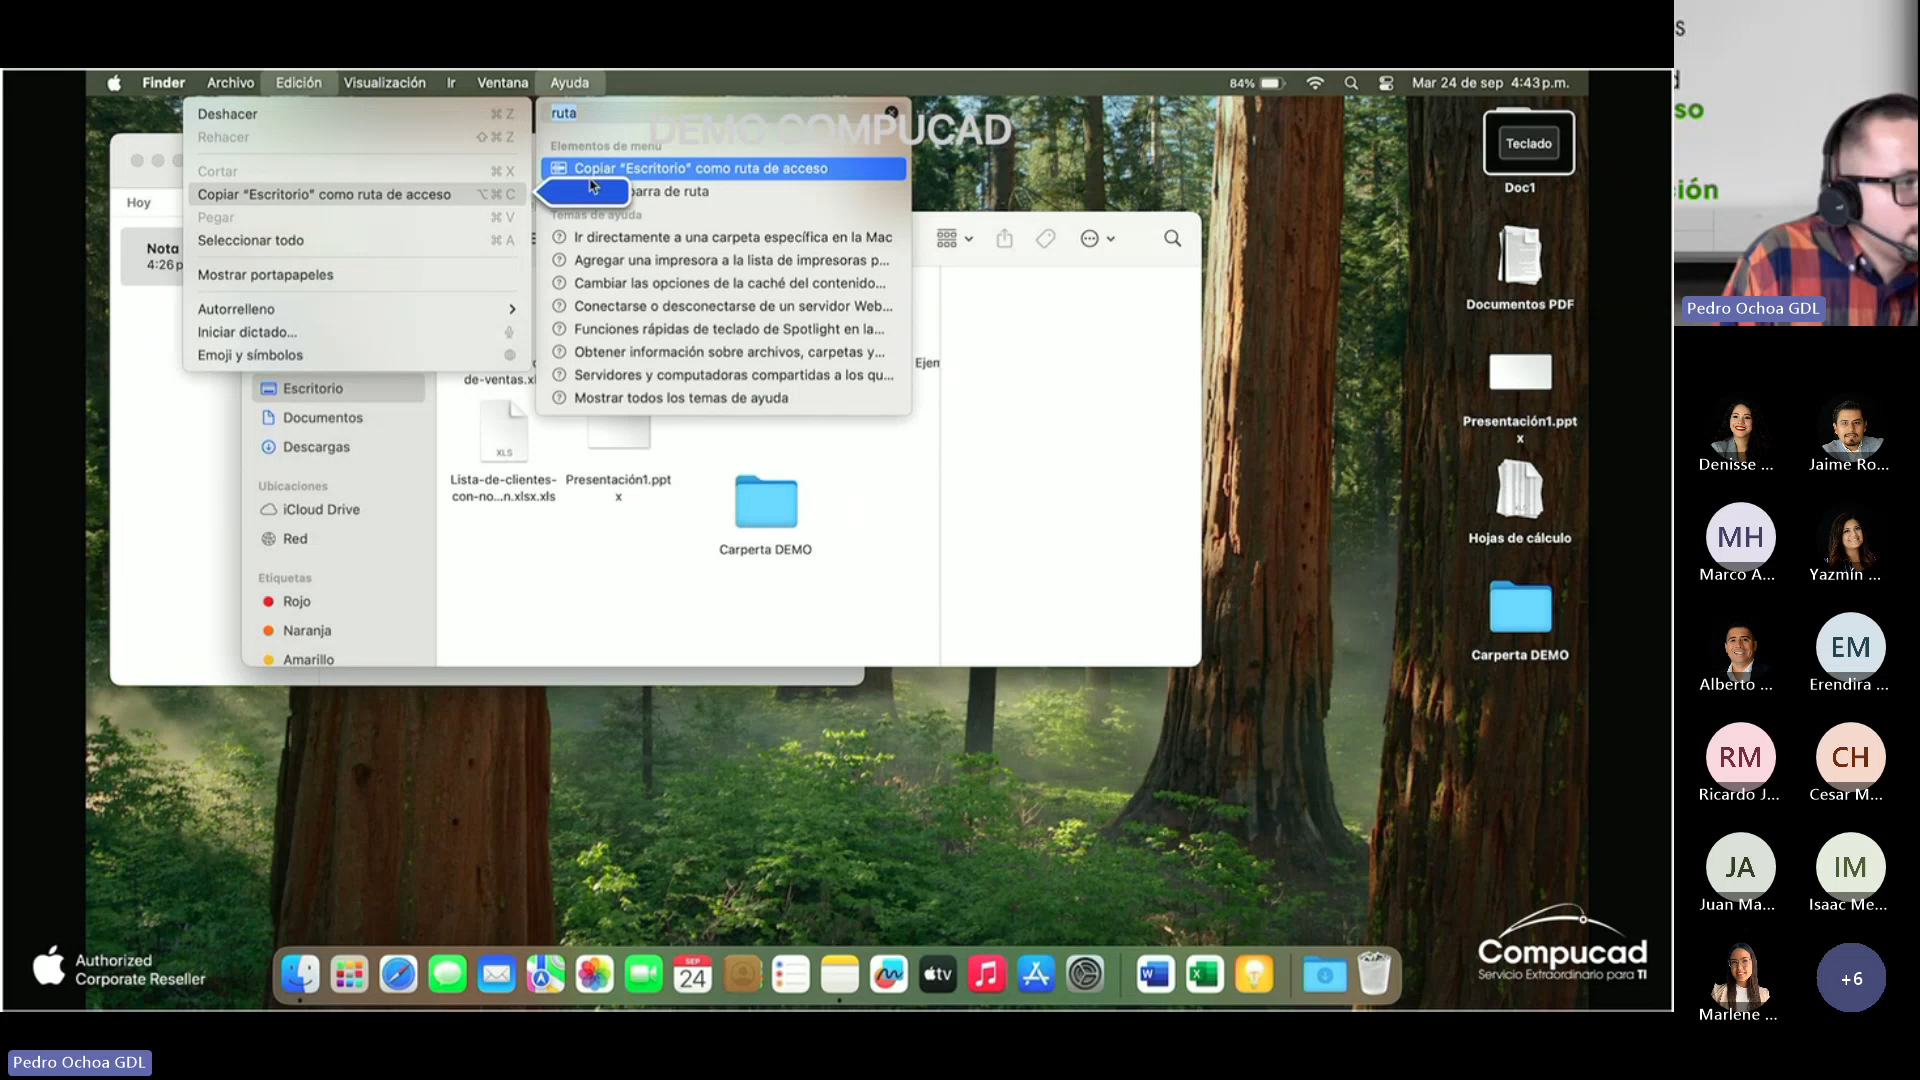 Finder Archivo Edición Visualización Ir Ventana Ayuda
84% Mar 24 de sep 4:43 p.m.
Deshacer ⌘ Z
Rehacer ⇧ ⌘ Z
Cortar ⌘ X
Copiar “Escritorio” como ruta de acceso ⌥ ⌘ C
Pegar ⌘ V
Seleccionar todo ⌘ A
Mostrar portapapeles
Autorrelleno
Iniciar dictado...
Emoji y símbolos
ruta
DEMO COMPUCAD
Elementos de menú
Copiar “Escritorio” como ruta de acceso
barra de ruta
Temas de ayuda
Ir directamente a una carpeta específica en la Mac
Agregar una impresora a la lista de impresoras p...
Cambiar las opciones de la caché del contenido...
Conectarse o desconectarse de un servidor Web...
Funciones rápidas de teclado de Spotlight en la...
Obtener información sobre archivos, carpetas y...
Servidores y computadoras compartidas a los qu...
Mostrar todos los temas de ayuda
Hoy
Nota
4:26 p
Escritorio
Documentos
Descargas
Ubicaciones
iCloud Drive
Red
Etiquetas
Rojo
Naranja
Amarillo
de-ventas.xl
Ejem
XLS
Lista-de-clientes-
con-no...n.xlsx.xls
Presentación1.ppt
x
Carperta DEMO
Teclado
Doc1
Documentos PDF
Presentación1.ppt
x
XLS
Hojas de cálculo
Carperta DEMO
Authorized
Corporate Reseller
SEP
24
tv
W
X
Compucad
Servicio Extraordinario para TI
Pedro Ochoa GDL
s
d
so
ión
Pedro Ochoa GDL
Denisse ...
Jaime Ro...
MH
Marco A...
Yazmín ...
Alberto ...
EM
Erendira ...
RM
Ricardo J...
CH
Cesar M...
JA
Juan Ma...
IM
Isaac Me...
Marlene ...
+6